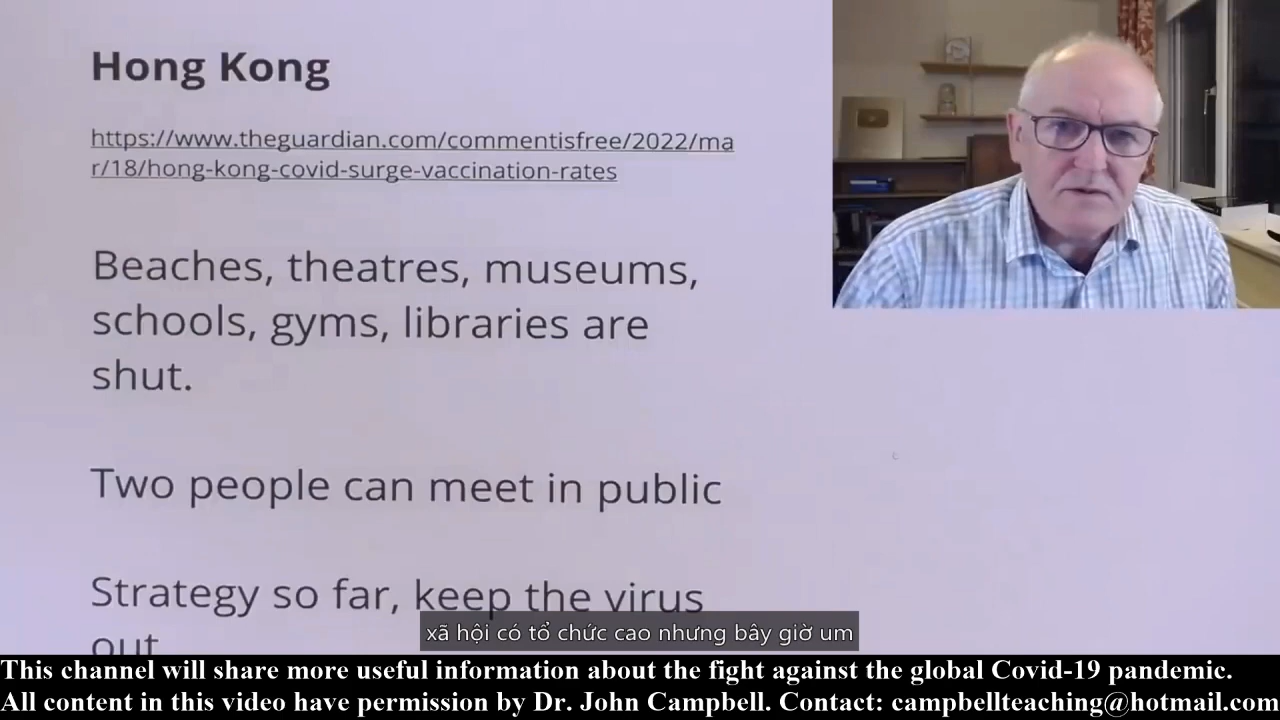 Hong Kong
https://www.theguardian.com/commentisfree/2022/ma
r/18/hong-kong-covid-surge-vaccination-rates
Beaches, theatres, museums,
schools, gyms, libraries are
shut.
Two people can meet in public
Strategy so far, keep the virus
out
xã hội có tổ chức cao nhưng bây giờ um
This channel will share more useful information about the fight against the global Covid-19 pandemic.
All content in this video have permission by Dr. John Campbell. Contact: campbellteaching@hotmail.com